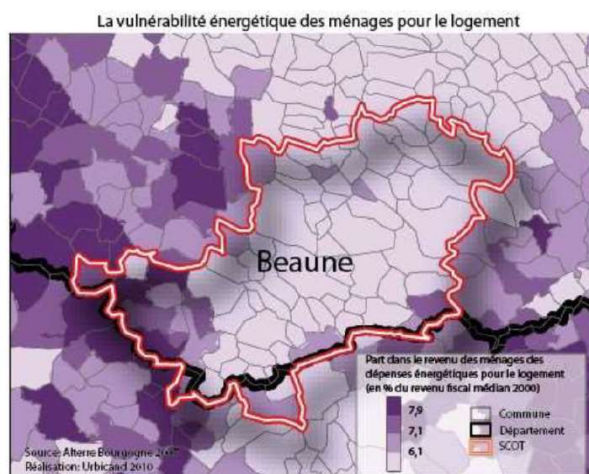 La vulnérabilité énergétique des ménages pour le logement
Beaune
Part dans le revenu des ménages des
dépenses énergétiques pour le logement
(en % du revenu fiscal médian 2000)
7,9
7,1
6,1
Commune
Département
SCOT
Source: Alterre Bourgogne
Réalisation: Urbicand 2010